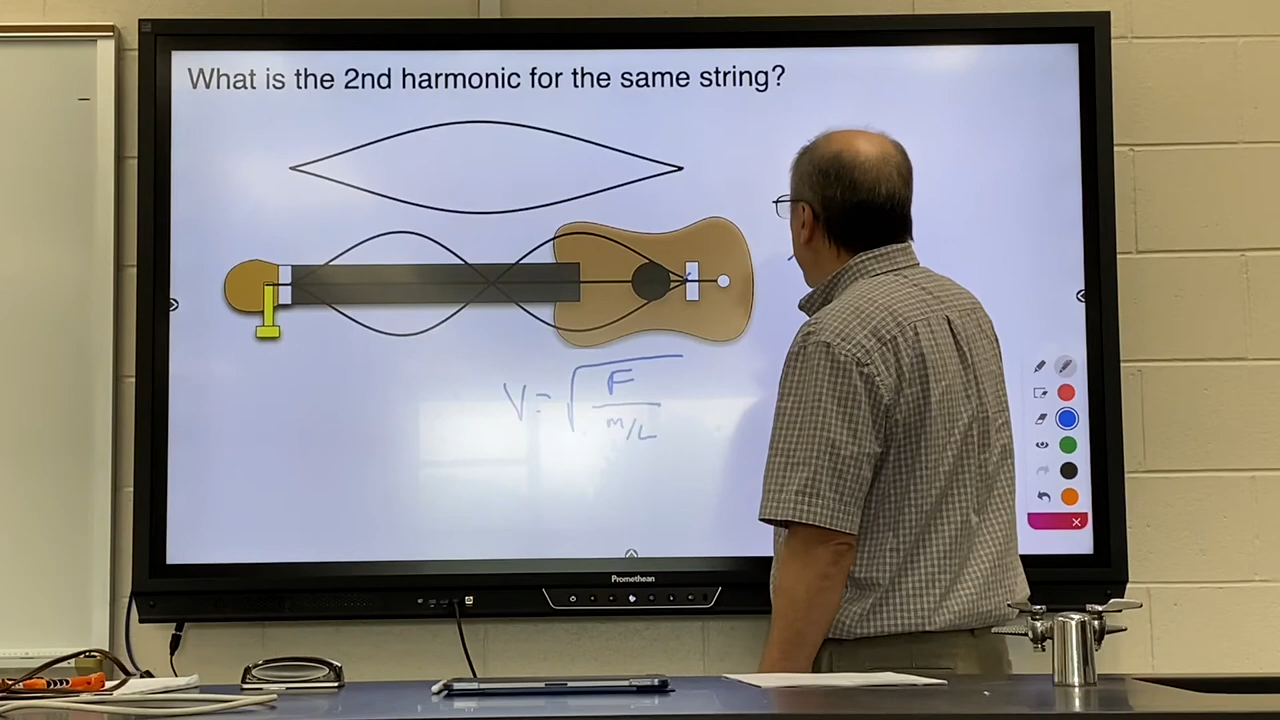 What is the 2nd harmonic for the same string?
V = √F
m/L
Promethean